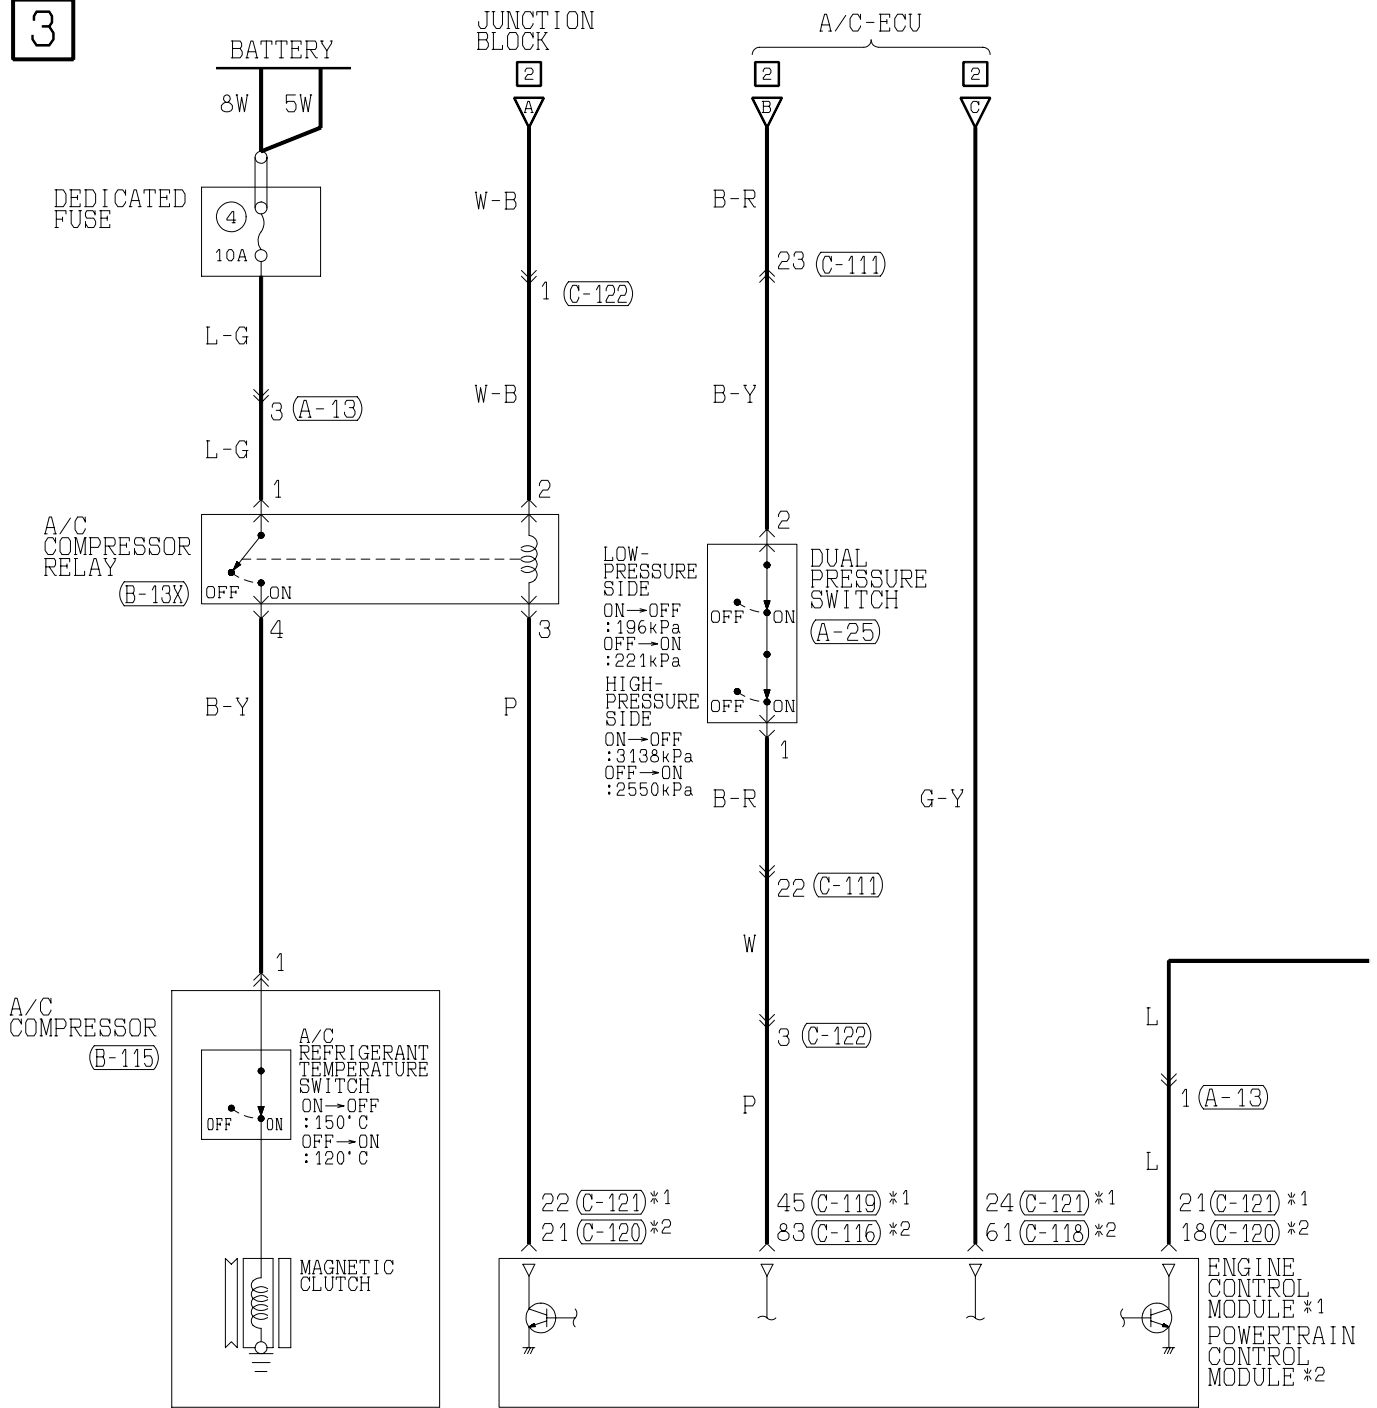 3
BATTERY
JUNCTION
BLOCK
A/C-ECU
2
2
2
A
B
C
8W
5W
DEDICATED
FUSE
4
10A
W-B
B-R
23 C-111
1 C-122
L-G
W-B
B-Y
3 A-13
L-G
1
2
2
A/C
COMPRESSOR
RELAY
B-13X
OFF
ON
4
3
LOW-
PRESSURE
SIDE
ON→OFF
:196kPa
OFF→ON
:221kPa
HIGH-
PRESSURE
SIDE
ON→OFF
:3138kPa
OFF→ON
:2550kPa
OFF
ON
OFF
ON
DUAL
PRESSURE
SWITCH
A-25
1
B-Y
P
B-R
G-Y
22 C-111
W
1
3 C-122
A/C
COMPRESSOR
B-115
A/C
REFRIGERANT
TEMPERATURE
SWITCH
ON→OFF
:150°C
OFF→ON
:120°C
OFF
ON
P
L
1 A-13
L
22 C-121 *1
21 C-120 *2
45 C-119 *1
83 C-116 *2
24 C-121 *1
61 C-118 *2
21 C-121 *1
18 C-120 *2
MAGNETIC
CLUTCH
ENGINE
CONTROL
MODULE *1
POWERTRAIN
CONTROL
MODULE *2